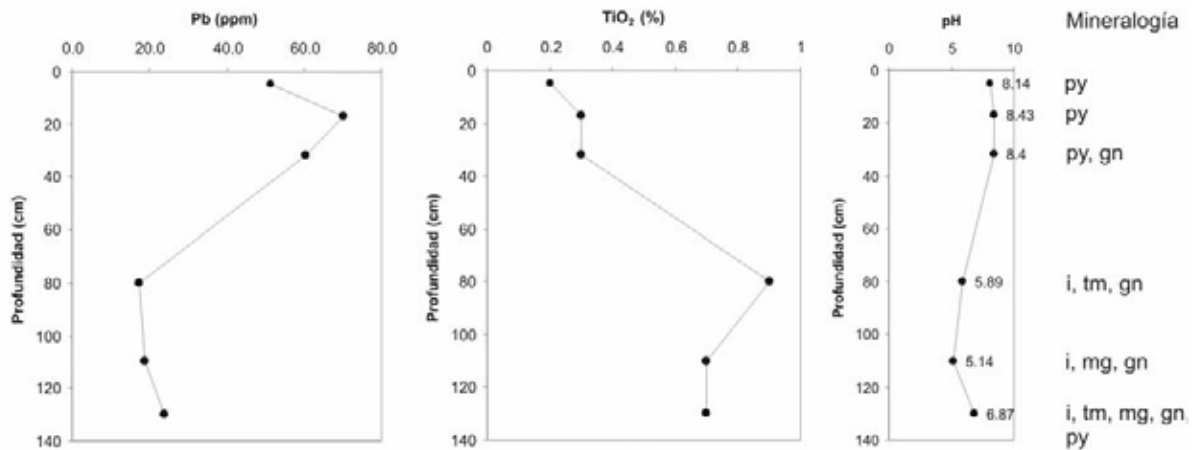 Pb (ppm)
0.0 20.0 40.0 60.0 80.0
Profundidad (cm)
0
20
40
60
80
100
120
140
TiO2 (%)
0 0.2 0.4 0.6 0.8 1
Profundidad (cm)
0
20
40
60
80
100
120
140
pH
0 5 10
Profundidad (cm)
0
20
40
60
80
100
120
140
8.14
8.43
8.4
5.89
5.14
6.87
Mineralogía
py
py
py, gn
i, tm, gn
i, mg, gn
i, tm, mg, gn,
py